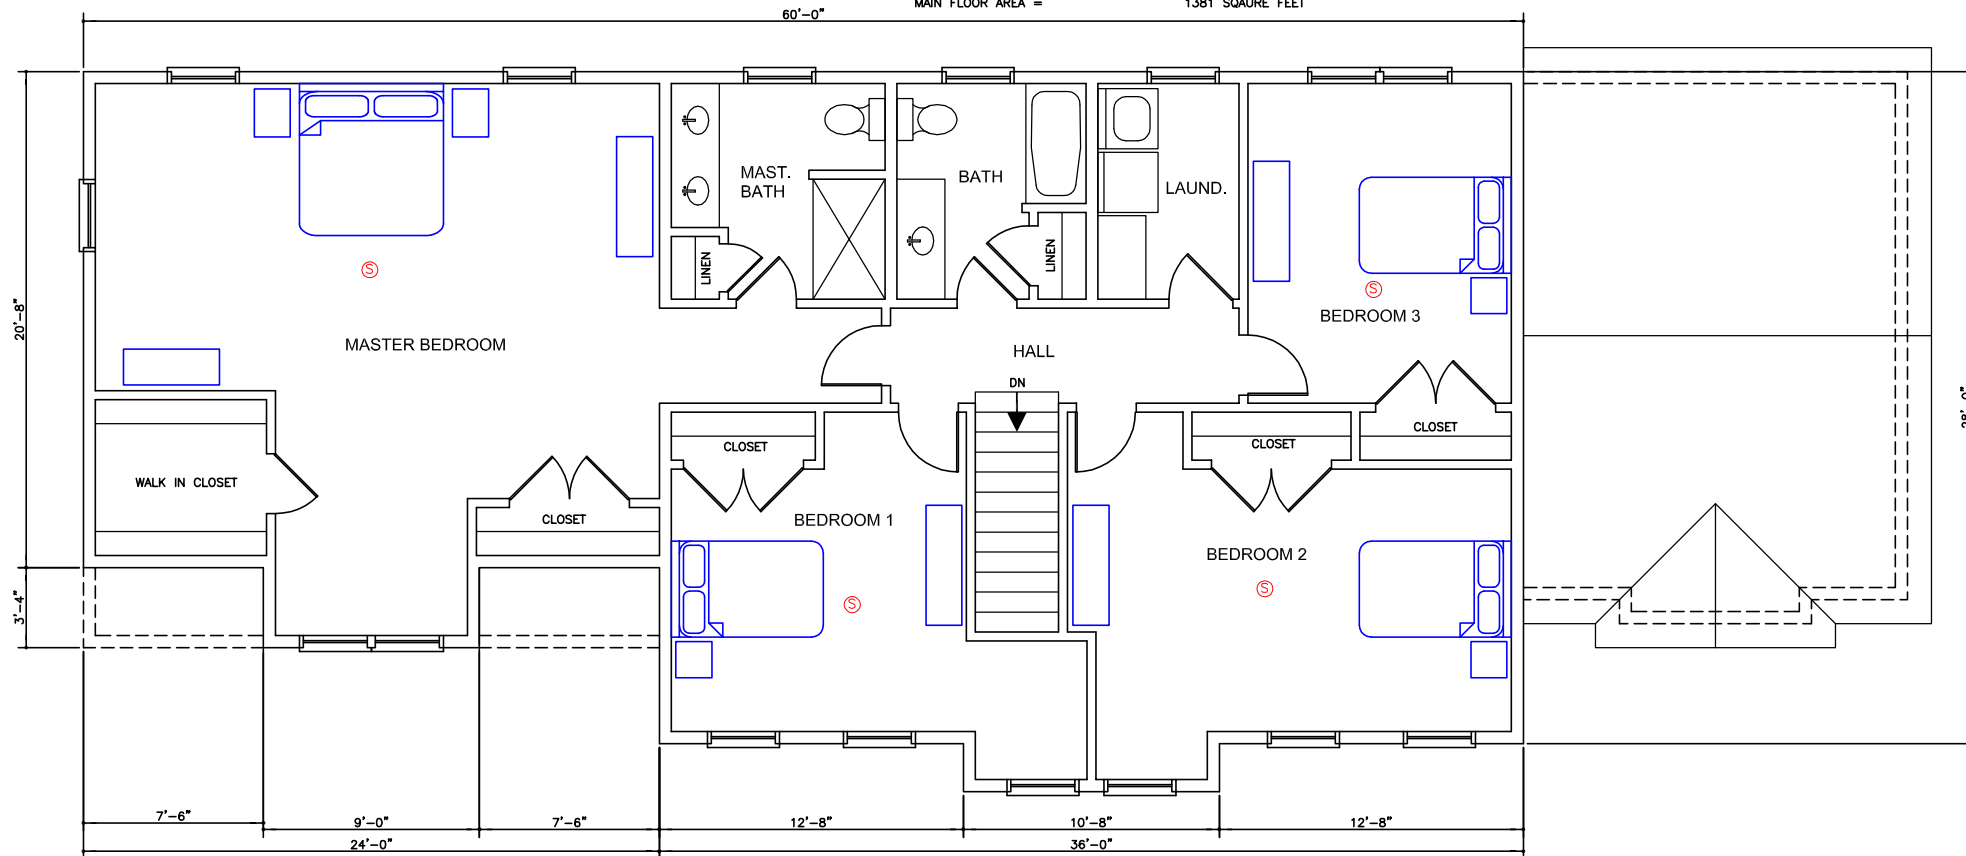 MAIN FLOOR AREA = 1381 SQAURE FEET
60'-0"
MAST.
BATH
BATH
LAUND.
LINEN
LINEN
S
S
20'-8"
BEDROOM 3
MASTER BEDROOM
HALL
DN
28'-0"
CLOSET
CLOSET
CLOSET
WALK IN CLOSET
CLOSET
BEDROOM 1
BEDROOM 2
S
S
3'-4"
7'-6"
9'-0"
7'-6"
12'-8"
10'-8"
12'-8"
24'-0"
36'-0"